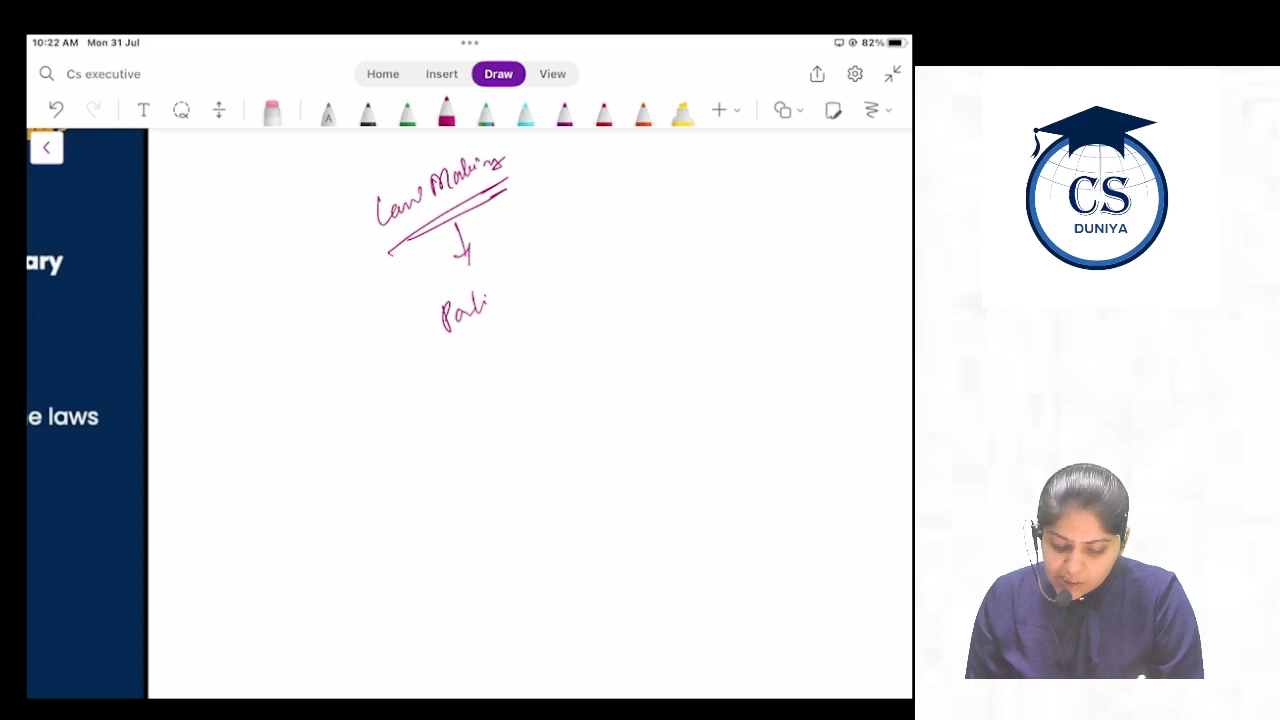 10:22 AM Mon 31 Jul
82%
Cs executive
Home Insert Draw View
T
A
ary
e laws
Law Making
Parli
CS
DUNIYA